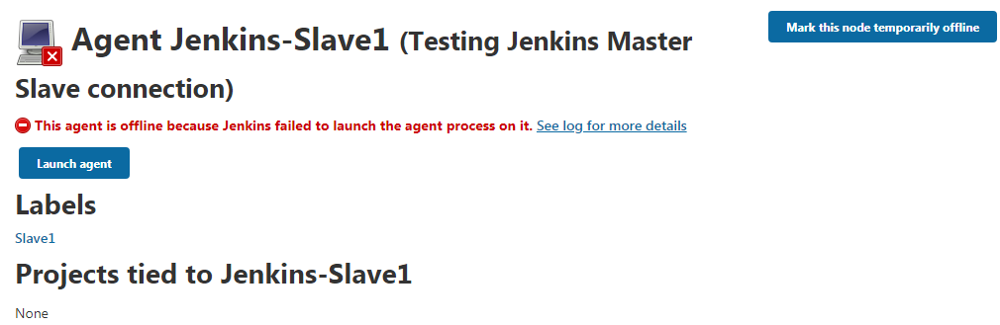 Agent Jenkins-Slave1 (Testing Jenkins Master
Mark this node temporarily offline
Slave connection)
This agent is offline because Jenkins failed to launch the agent process on it. See log for more details
Launch agent
Labels
Slave1
Projects tied to Jenkins-Slave1
None